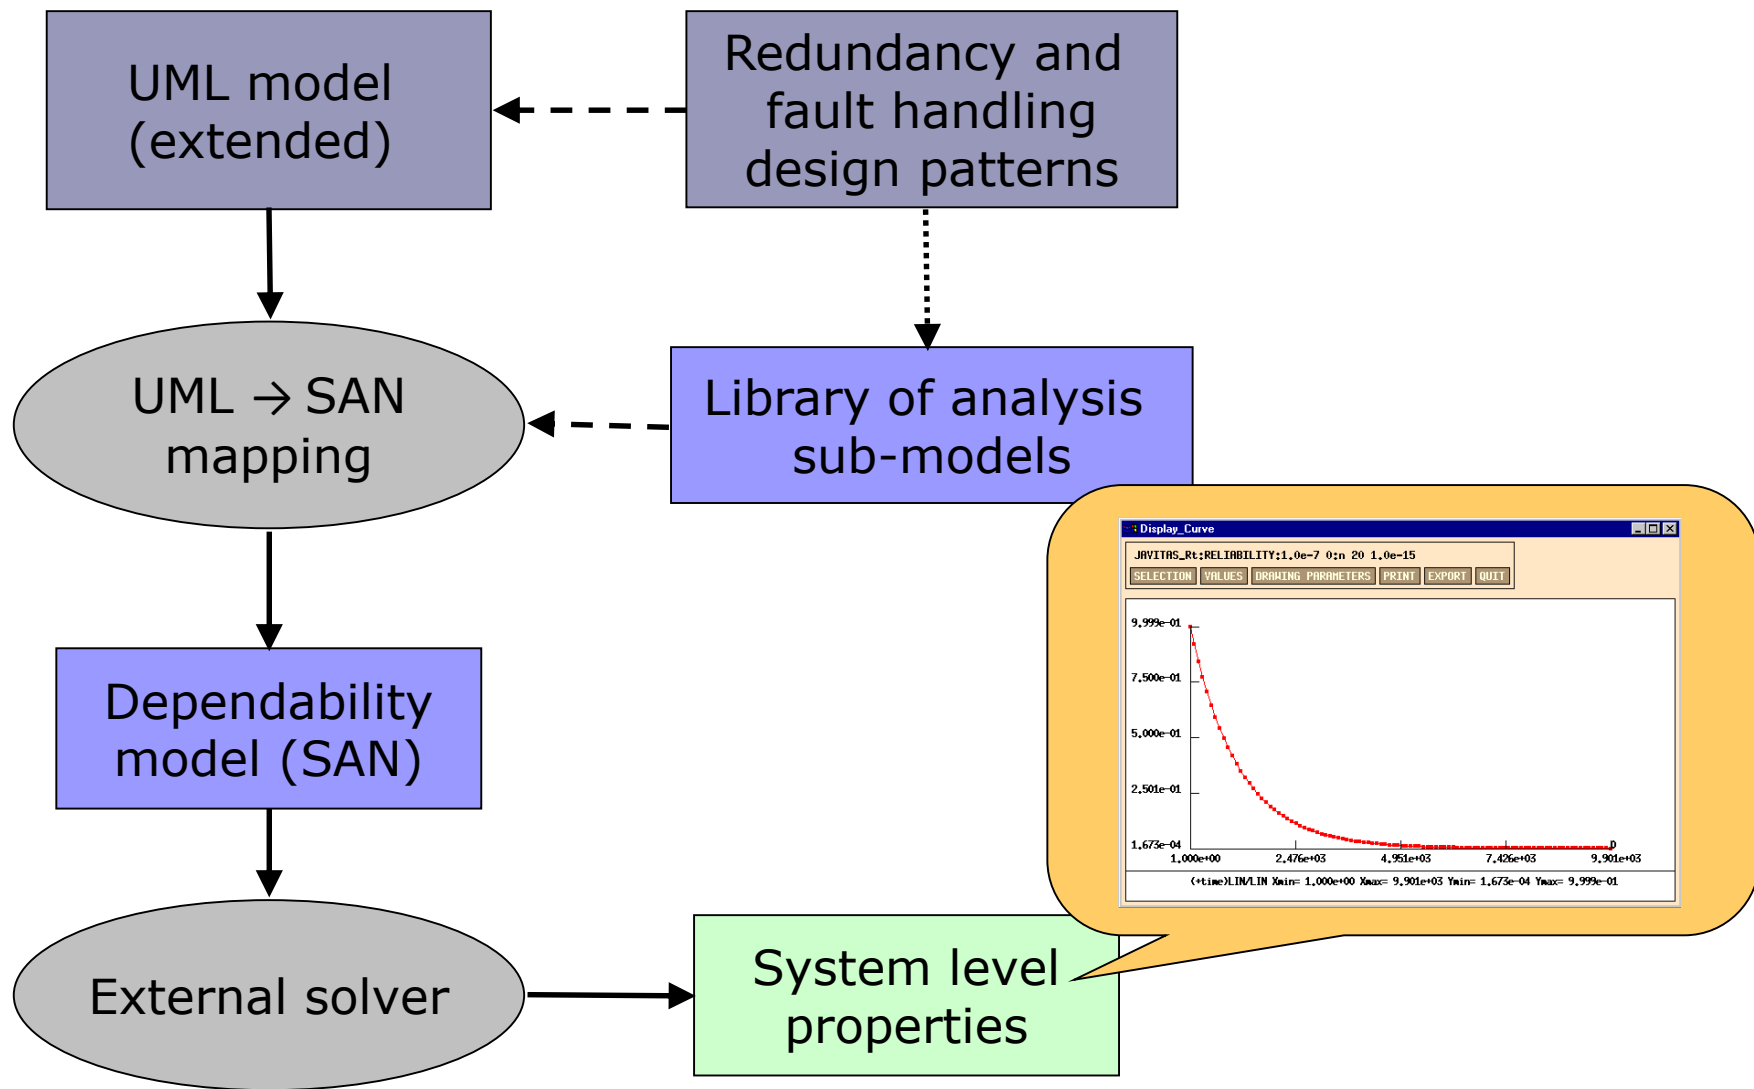 UML model
(extended)
Redundancy and
fault handling
design patterns
UML → SAN
mapping
Library of analysis
sub-models
Dependability
model (SAN)
External solver
System level
properties
Display_Curve
JAVITAS_Rt:RELIABILITY:1.0e-7 0:n 20 1.0e-15
SELECTION VALUES DRAWING PARAMETERS PRINT EXPORT QUIT
9.999e-01
7.500e-01
5.000e-01
2.501e-01
1.673e-04
D
1.000e+00 2.476e+03 4.951e+03 7.426e+03 9.901e+03
(+time)LIN/LIN Xmin= 1.000e+00 Xmax= 9.901e+03 Ymin= 1.673e-04 Ymax= 9.999e-01